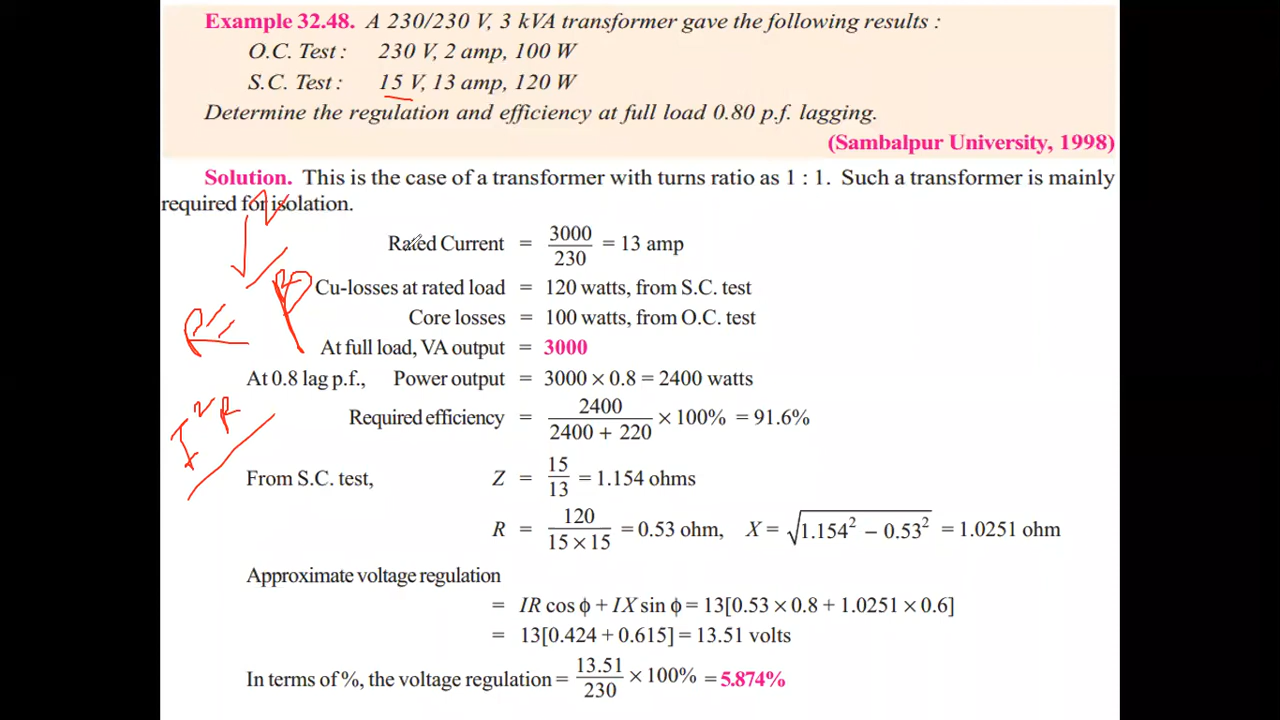 Example 32.48. A 230/230 V, 3 kVA transformer gave the following results :
O.C. Test : 230 V, 2 amp, 100 W
S.C. Test : 15 V, 13 amp, 120 W
Determine the regulation and efficiency at full load 0.80 p.f. lagging.
(Sambalpur University, 1998)
Solution. This is the case of a transformer with turns ratio as 1 : 1. Such a transformer is mainly
required for isolation.
Rated Current = 3000/230 = 13 amp
Cu-losses at rated load = 120 watts, from S.C. test
Core losses = 100 watts, from O.C. test
At full load, VA output = 3000
At 0.8 lag p.f., Power output = 3000 × 0.8 = 2400 watts
Required efficiency = 2400/(2400 + 220) × 100% = 91.6%
From S.C. test, Z = 15/13 = 1.154 ohms
R = 120/(15 × 15) = 0.53 ohm, X = √(1.154² − 0.53²) = 1.0251 ohm
Approximate voltage regulation
= IR cos ϕ + IX sin ϕ = 13[0.53 × 0.8 + 1.0251 × 0.6]
= 13[0.424 + 0.615] = 13.51 volts
In terms of %, the voltage regulation = 13.51/230 × 100% = 5.874%
R =
I²R